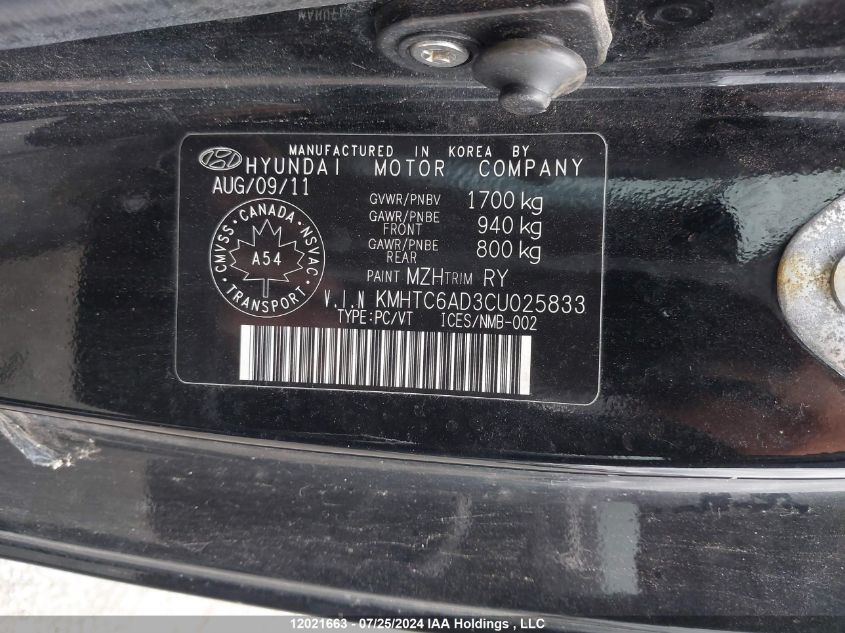 MANUFACTURED IN KOREA BY
HYUNDAI MOTOR COMPANY
AUG/09/11
GVWR/PNBV 1700 kg
GAWR/PNBE FRONT 940 kg
GAWR/PNBE REAR 800 kg
CMVSS · CANADA · NSVAC
A54
TRANSPORT
PAINT MZH TRIM RY
V.I.N KMHTC6AD3CU025833
TYPE:PC/VT ICES/NMB-002
12021663 - 07/25/2024 IAA Holdings, LLC